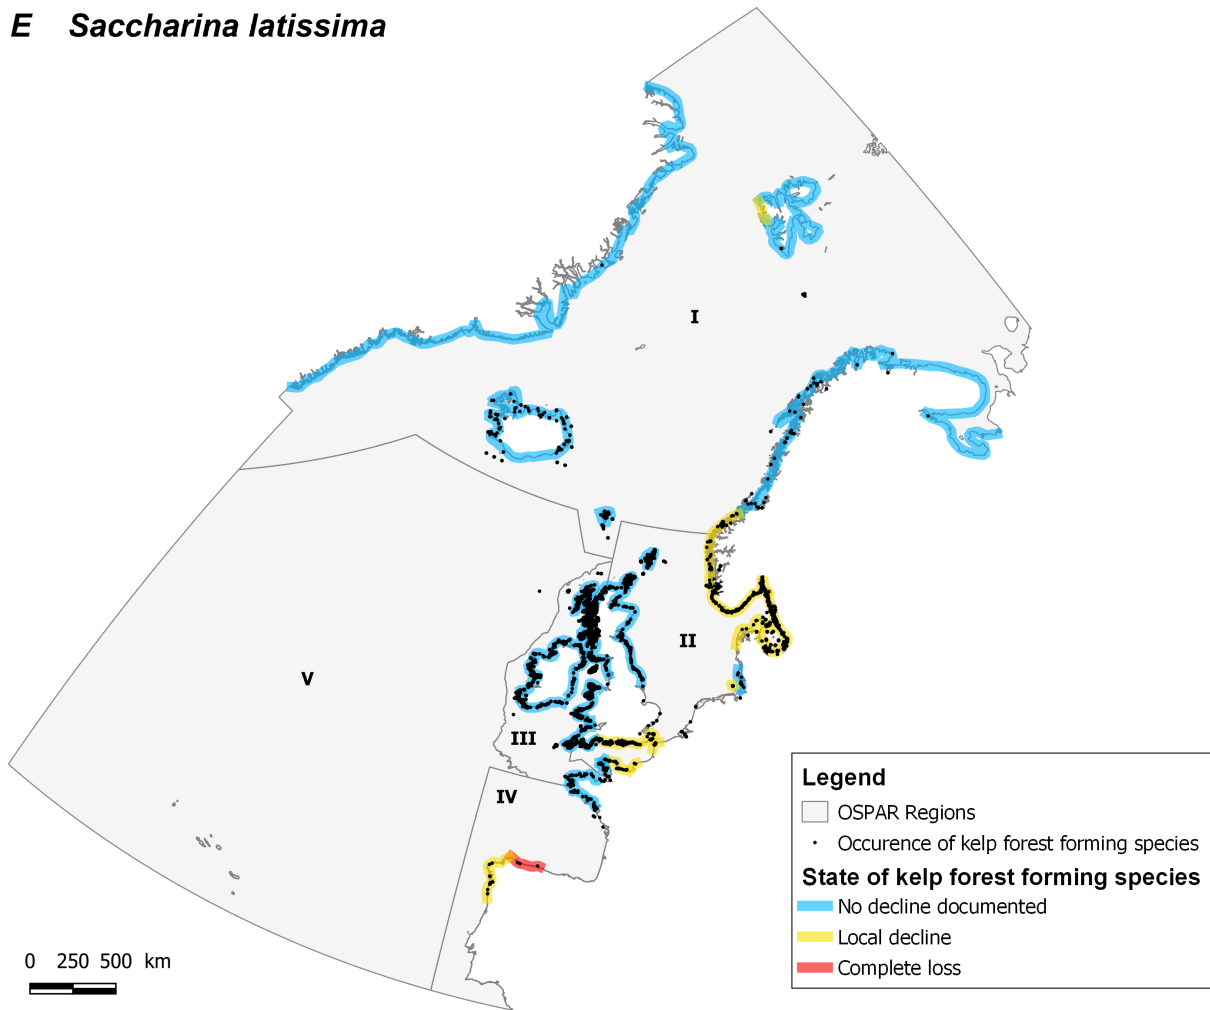 E Saccharina latissima
I
II
V
III
IV
Legend
OSPAR Regions
Occurence of kelp forest forming species
State of kelp forest forming species
No decline documented
Local decline
Complete loss
0 250 500 km